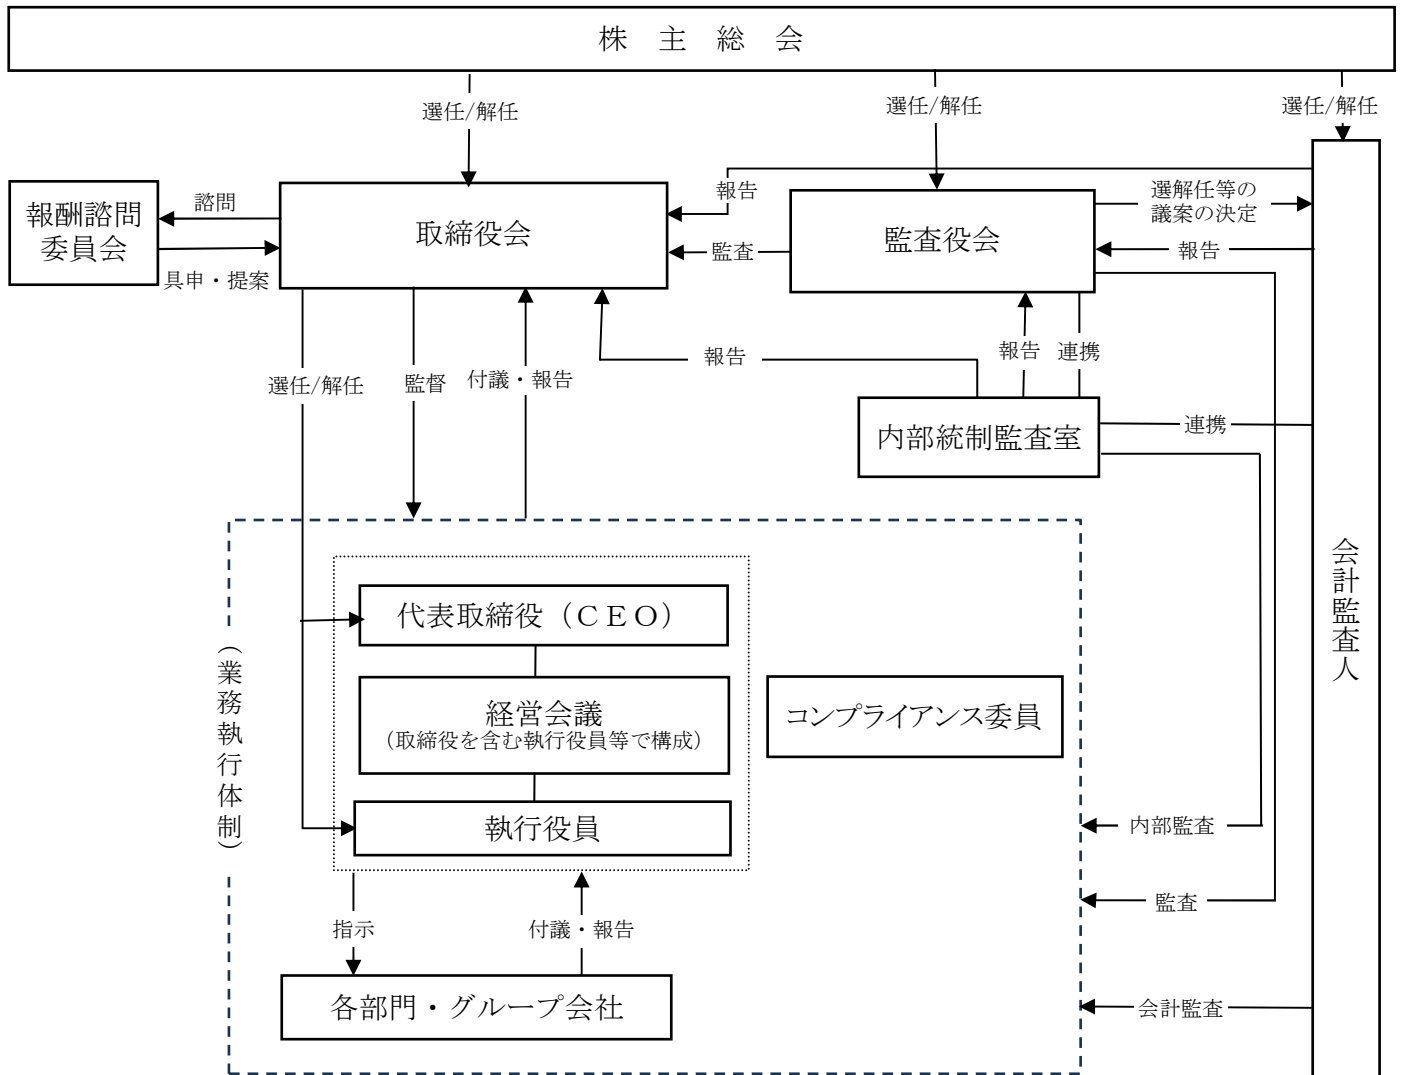 株 主 総 会
選任/解任
選任/解任
選任/解任
報酬諮問
委員会
諮問
具申・提案
取締役会
報告
監査
監査役会
選解任等の
議案の決定
報告
報告
報告
連携
選任/解任
監督
付議・報告
内部統制監査室
連携
会計監査人
（業務執行体制）
代表取締役（ＣＥＯ）
経営会議
（取締役を含む執行役員等で構成）
執行役員
コンプライアンス委員
内部監査
監査
指示
付議・報告
各部門・グループ会社
会計監査